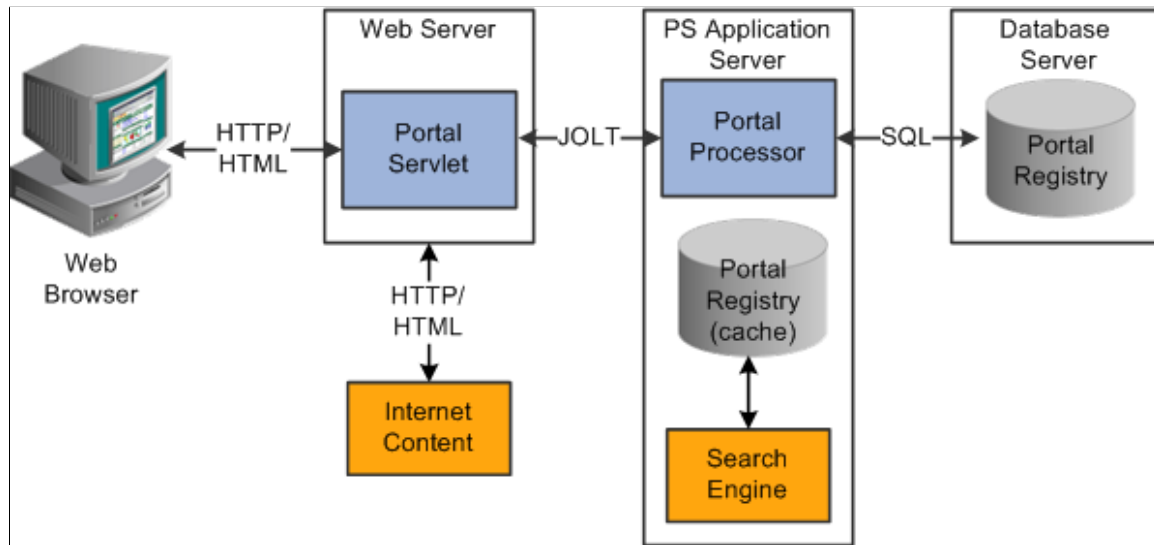 Web Server
PS Application
Server
Database
Server
Portal
Servlet
Portal
Processor
Portal
Registry
HTTP/
HTML
JOLT
SQL
Web
Browser
HTTP/
HTML
Portal
Registry
(cache)
Internet
Content
Search
Engine